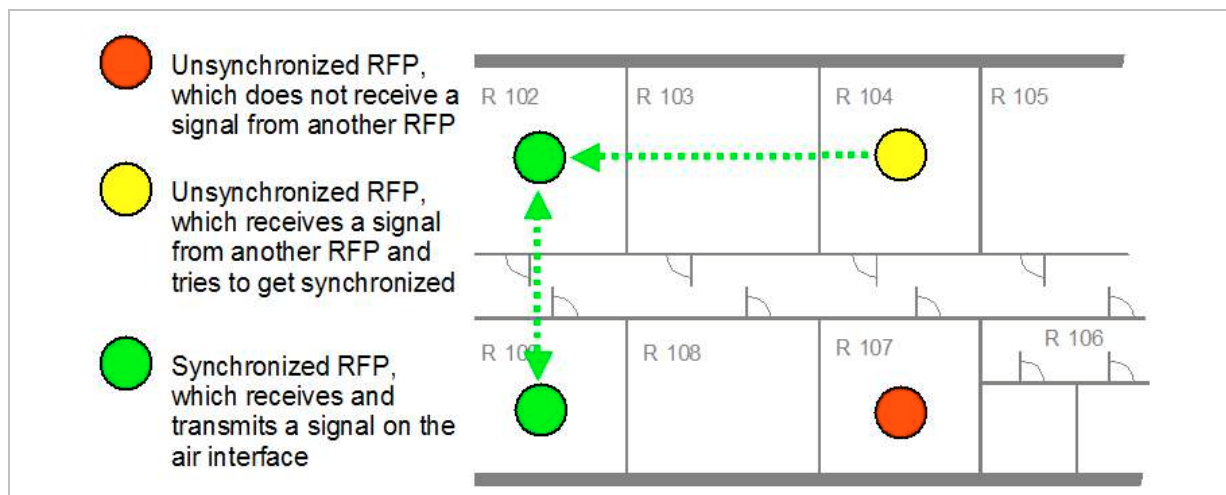 Unsynchronized RFP,
which does not receive a
signal from another RFP
Unsynchronized RFP,
which receives a signal
from another RFP and
tries to get synchronized
Synchronized RFP,
which receives and
transmits a signal on the
air interface
R 102
R 103
R 104
R 105
R 109
R 108
R 107
R 106